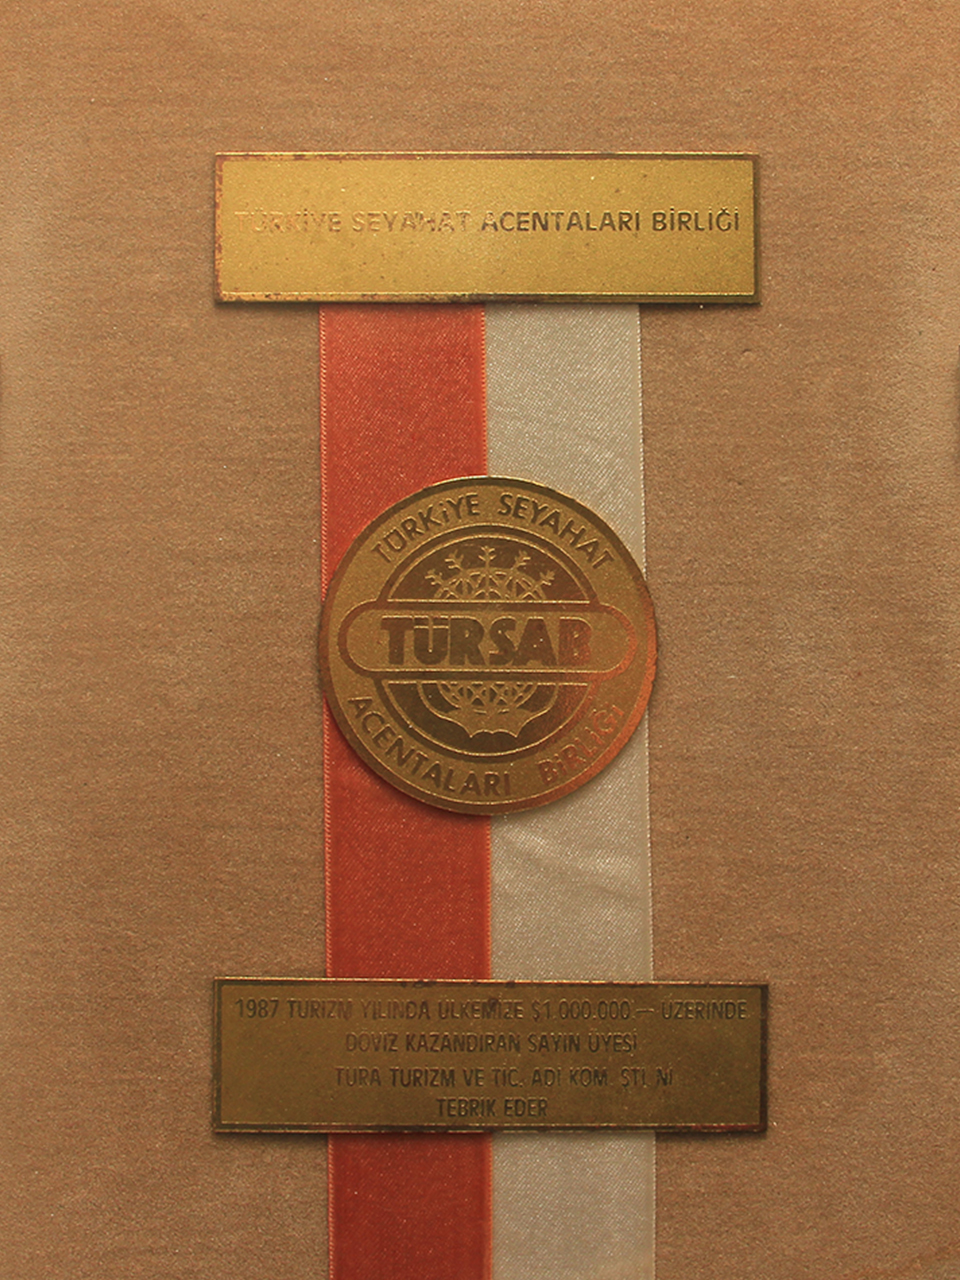 TÜRKİYE SEYAHAT ACENTALARI BİRLİĞİ
TÜRKİYE SEYAHAT
TÜRSAB
ACENTALARI BİRLİĞİ
1987 TURİZM YILINDA ÜLKEMİZE $1.000.000.— ÜZERİNDE
DÖVİZ KAZANDIRAN SAYIN ÜYESİ
TURA TURİZM VE TİC. ADİ KOM. ŞTİ. Nİ
TEBRİK EDER